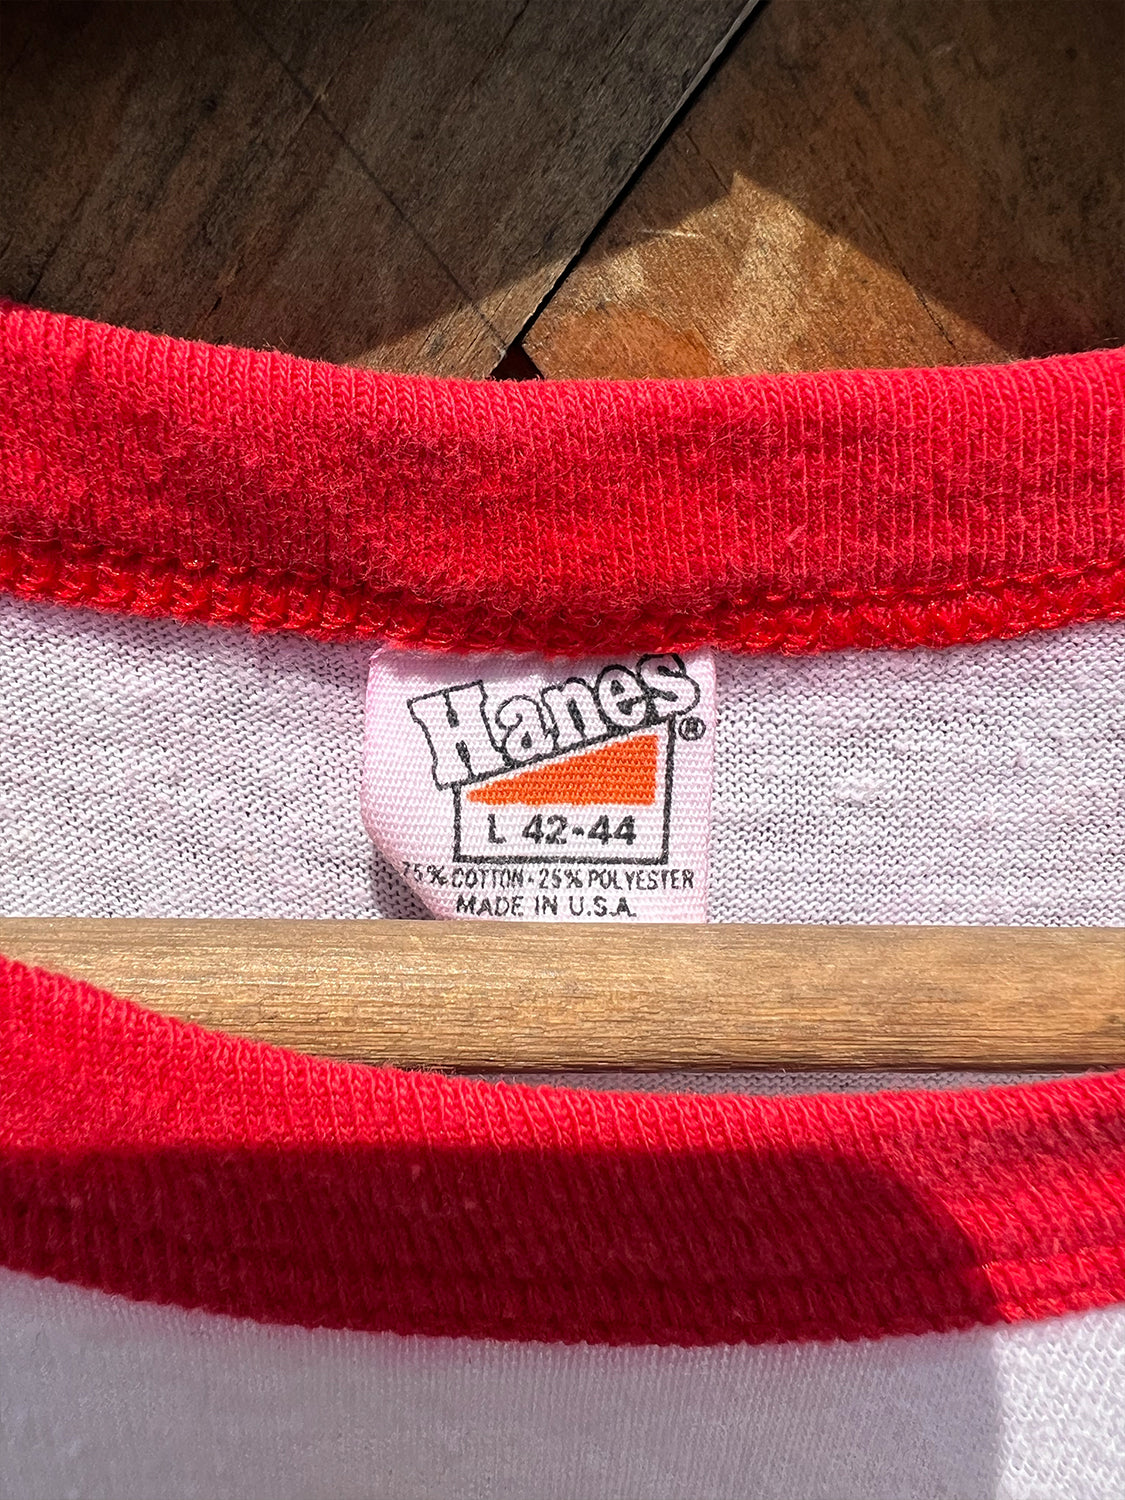 Hanes®
L 42-44
75% COTTON - 25% POLYESTER
MADE IN U.S.A.